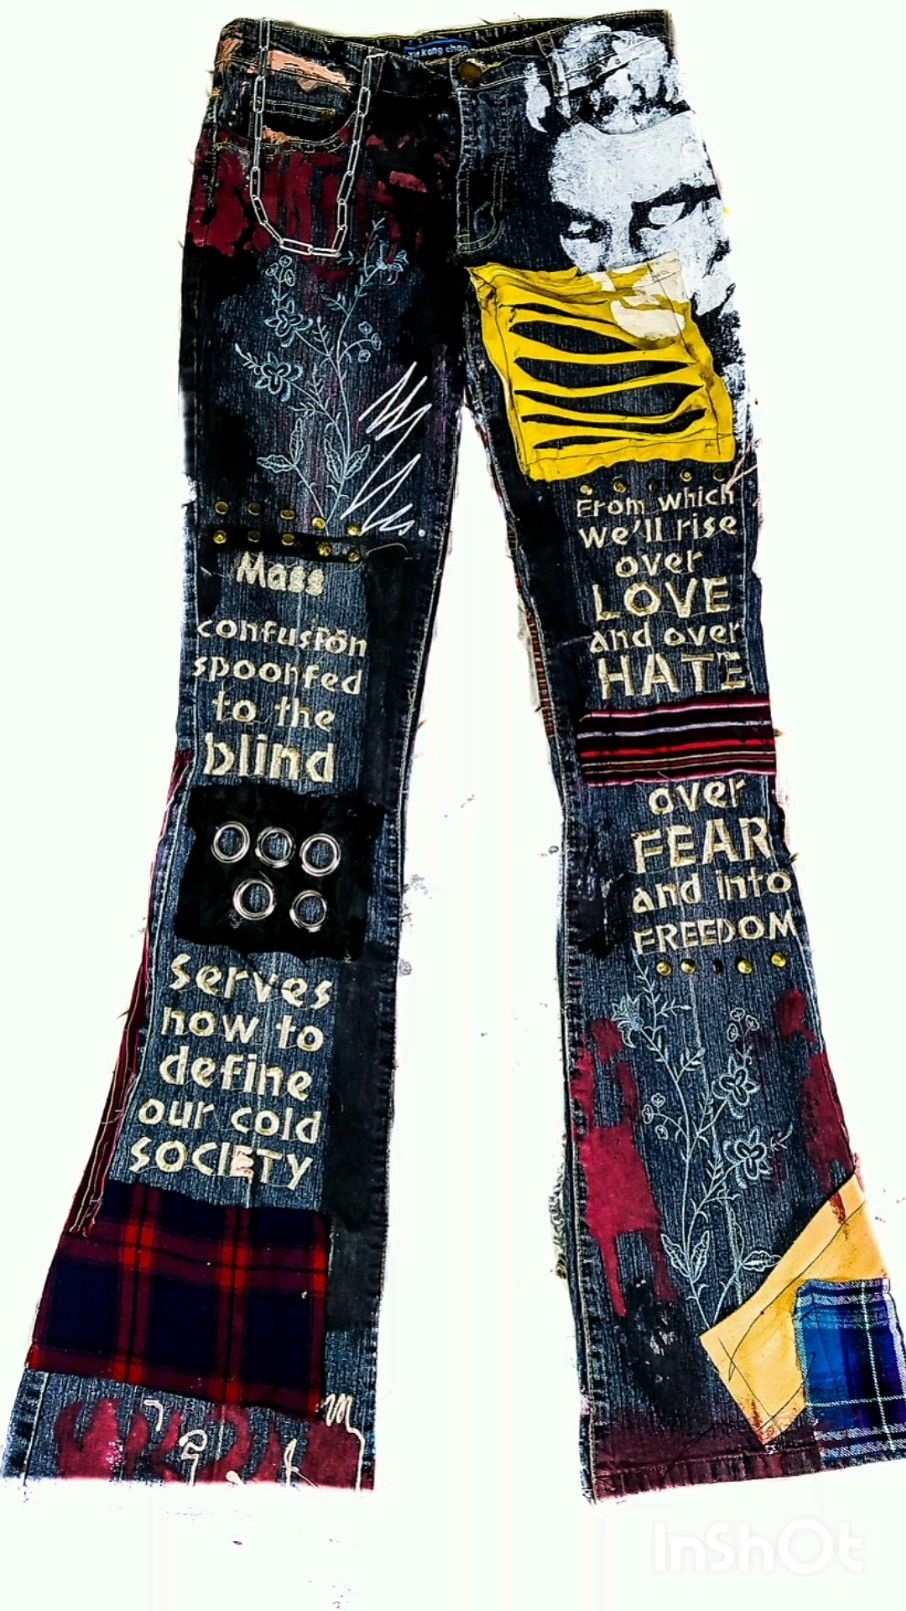 Mass
confusion
spoonfed
to the
blind
serves
now to
define
our cold
SOCIETY
From which
we'll rise
over
LOVE
and over
HATE
over
FEAR
and into
FREEDOM
InShOt